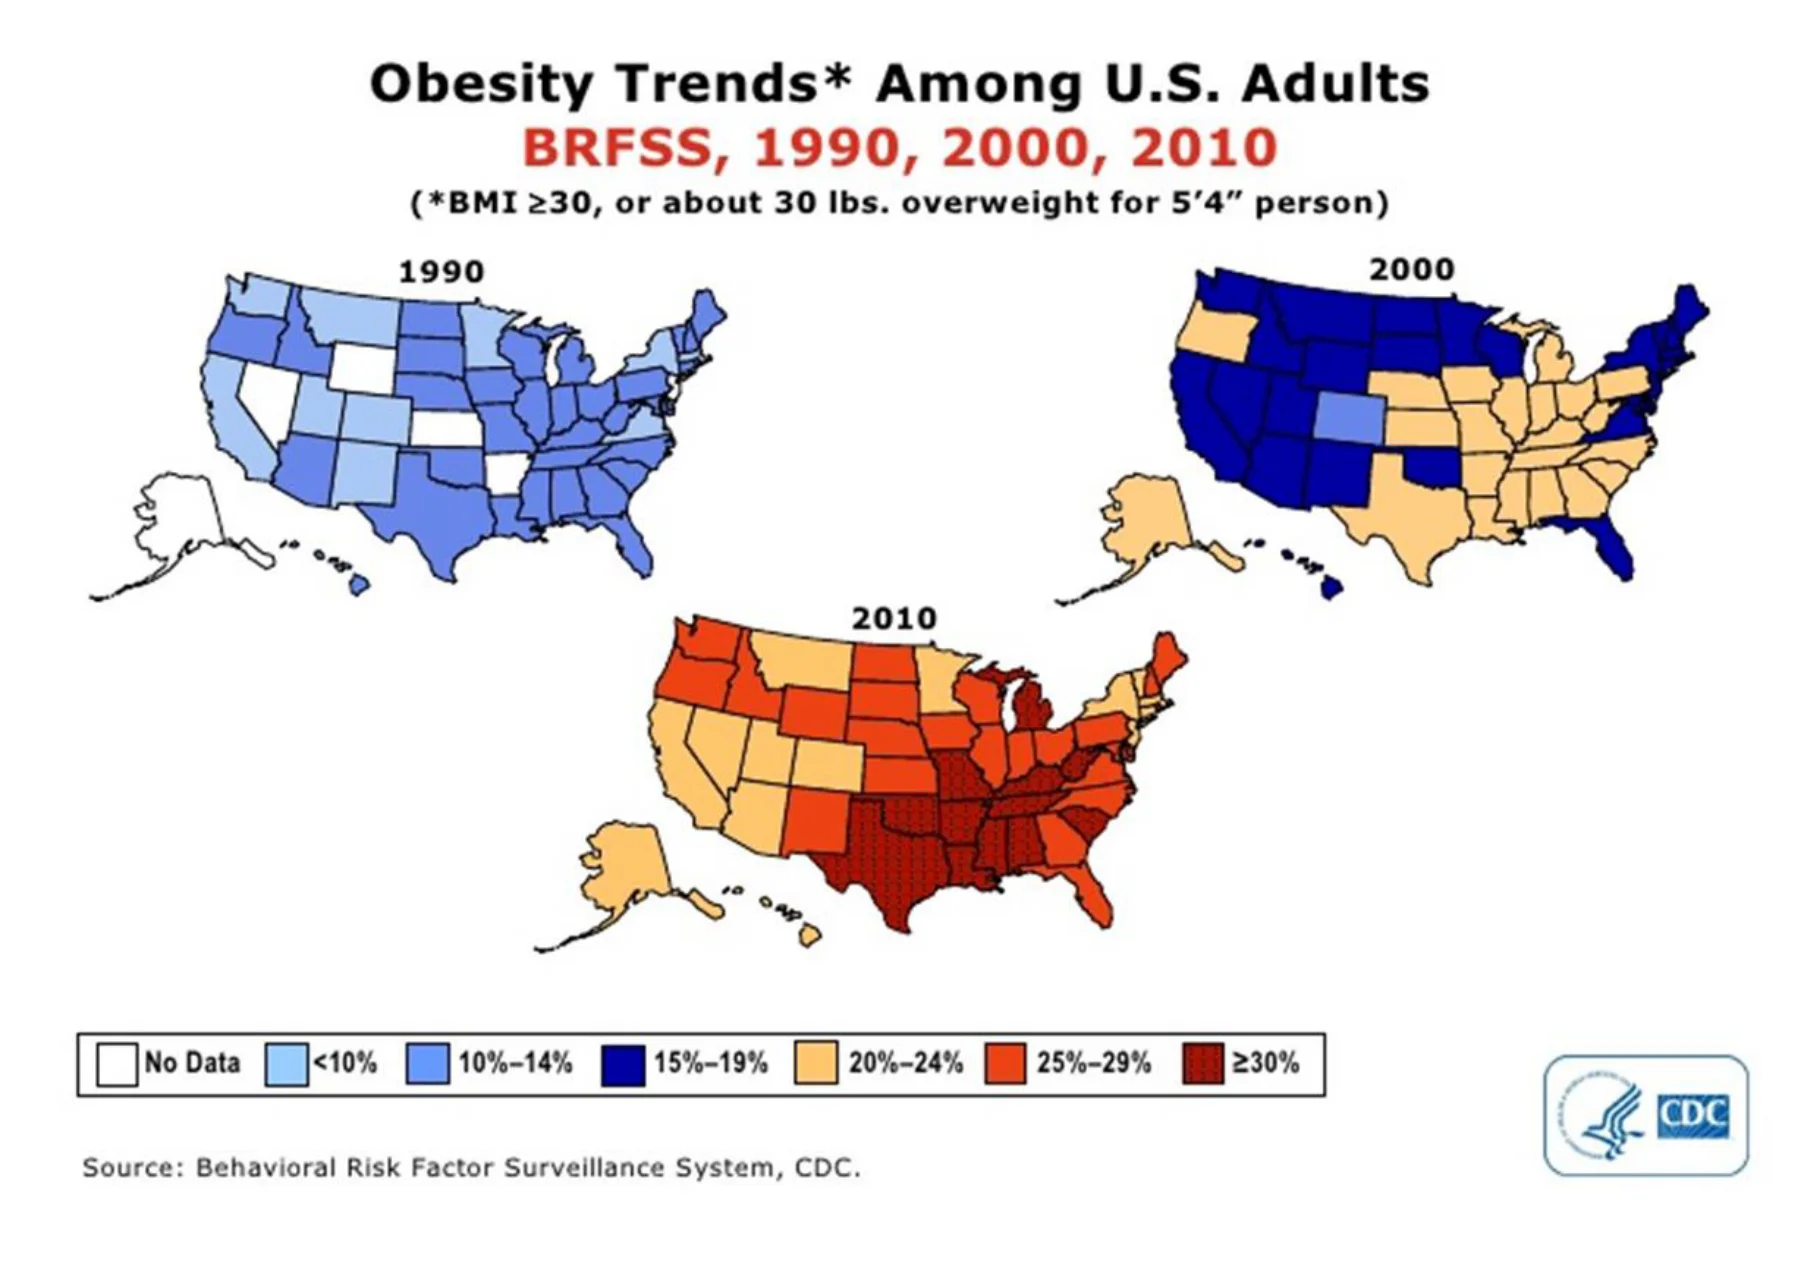 Obesity Trends* Among U.S. Adults
BRFSS, 1990, 2000, 2010
(*BMI ≥30, or about 30 lbs. overweight for 5’4” person)
1990
2000
2010
No Data <10% 10%–14% 15%–19% 20%–24% 25%–29% ≥30%
CDC
Source: Behavioral Risk Factor Surveillance System, CDC.